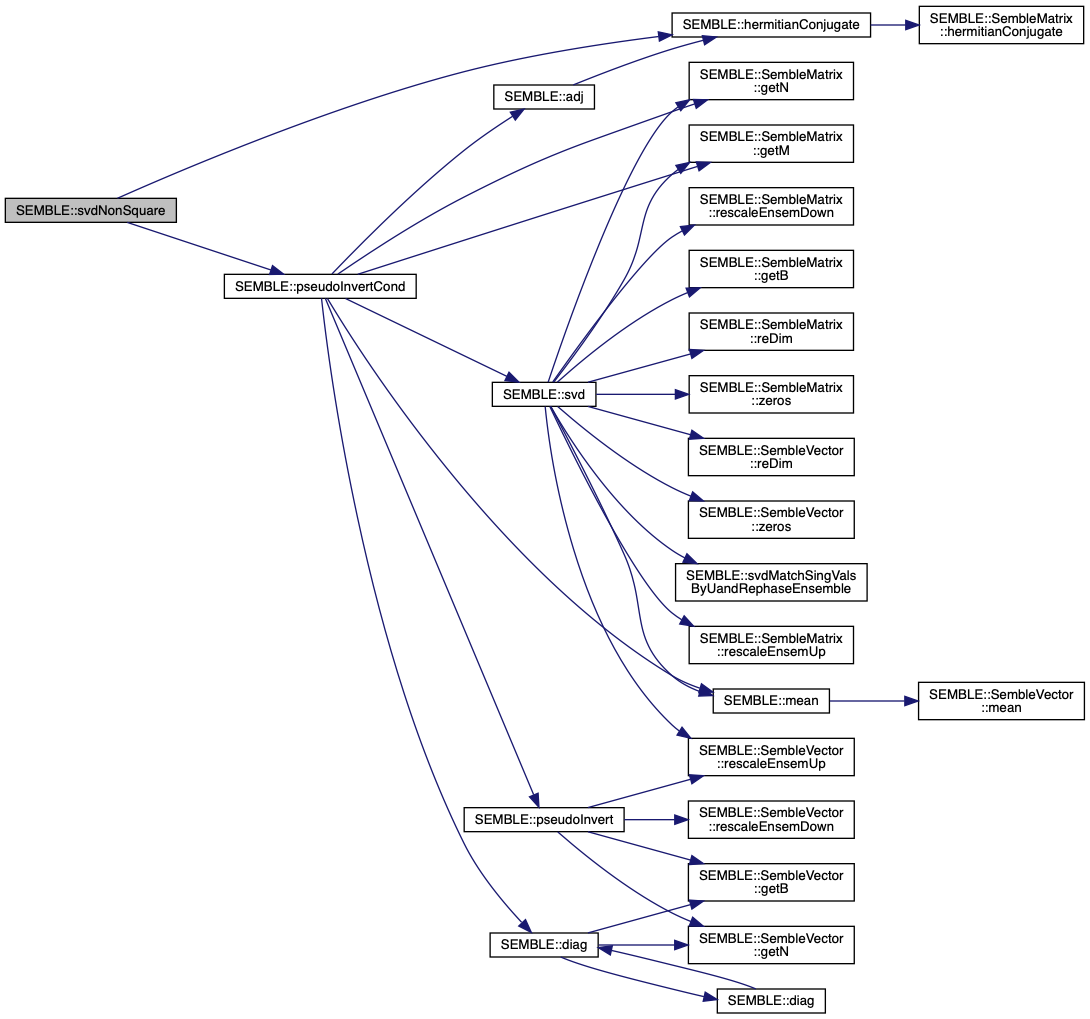 SEMBLE::hermitianConjugate
SEMBLE::SembleMatrix
::hermitianConjugate
SEMBLE::adj
SEMBLE::SembleMatrix
::getN
SEMBLE::SembleMatrix
::getM
SEMBLE::svdNonSquare
SEMBLE::SembleMatrix
::rescaleEnsemDown
SEMBLE::pseudoInvertCond
SEMBLE::SembleMatrix
::getB
SEMBLE::SembleMatrix
::reDim
SEMBLE::svd
SEMBLE::SembleMatrix
::zeros
SEMBLE::SembleVector
::reDim
SEMBLE::SembleVector
::zeros
SEMBLE::svdMatchSingVals
ByUandRephaseEnsemble
SEMBLE::SembleMatrix
::rescaleEnsemUp
SEMBLE::mean
SEMBLE::SembleVector
::mean
SEMBLE::SembleVector
::rescaleEnsemUp
SEMBLE::pseudoInvert
SEMBLE::SembleVector
::rescaleEnsemDown
SEMBLE::SembleVector
::getB
SEMBLE::diag
SEMBLE::SembleVector
::getN
SEMBLE::diag